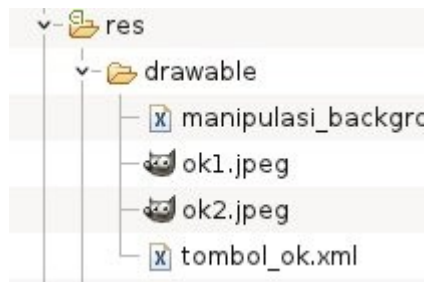 res
drawable
manipulasi_backgro
ok1.jpeg
ok2.jpeg
tombol_ok.xml